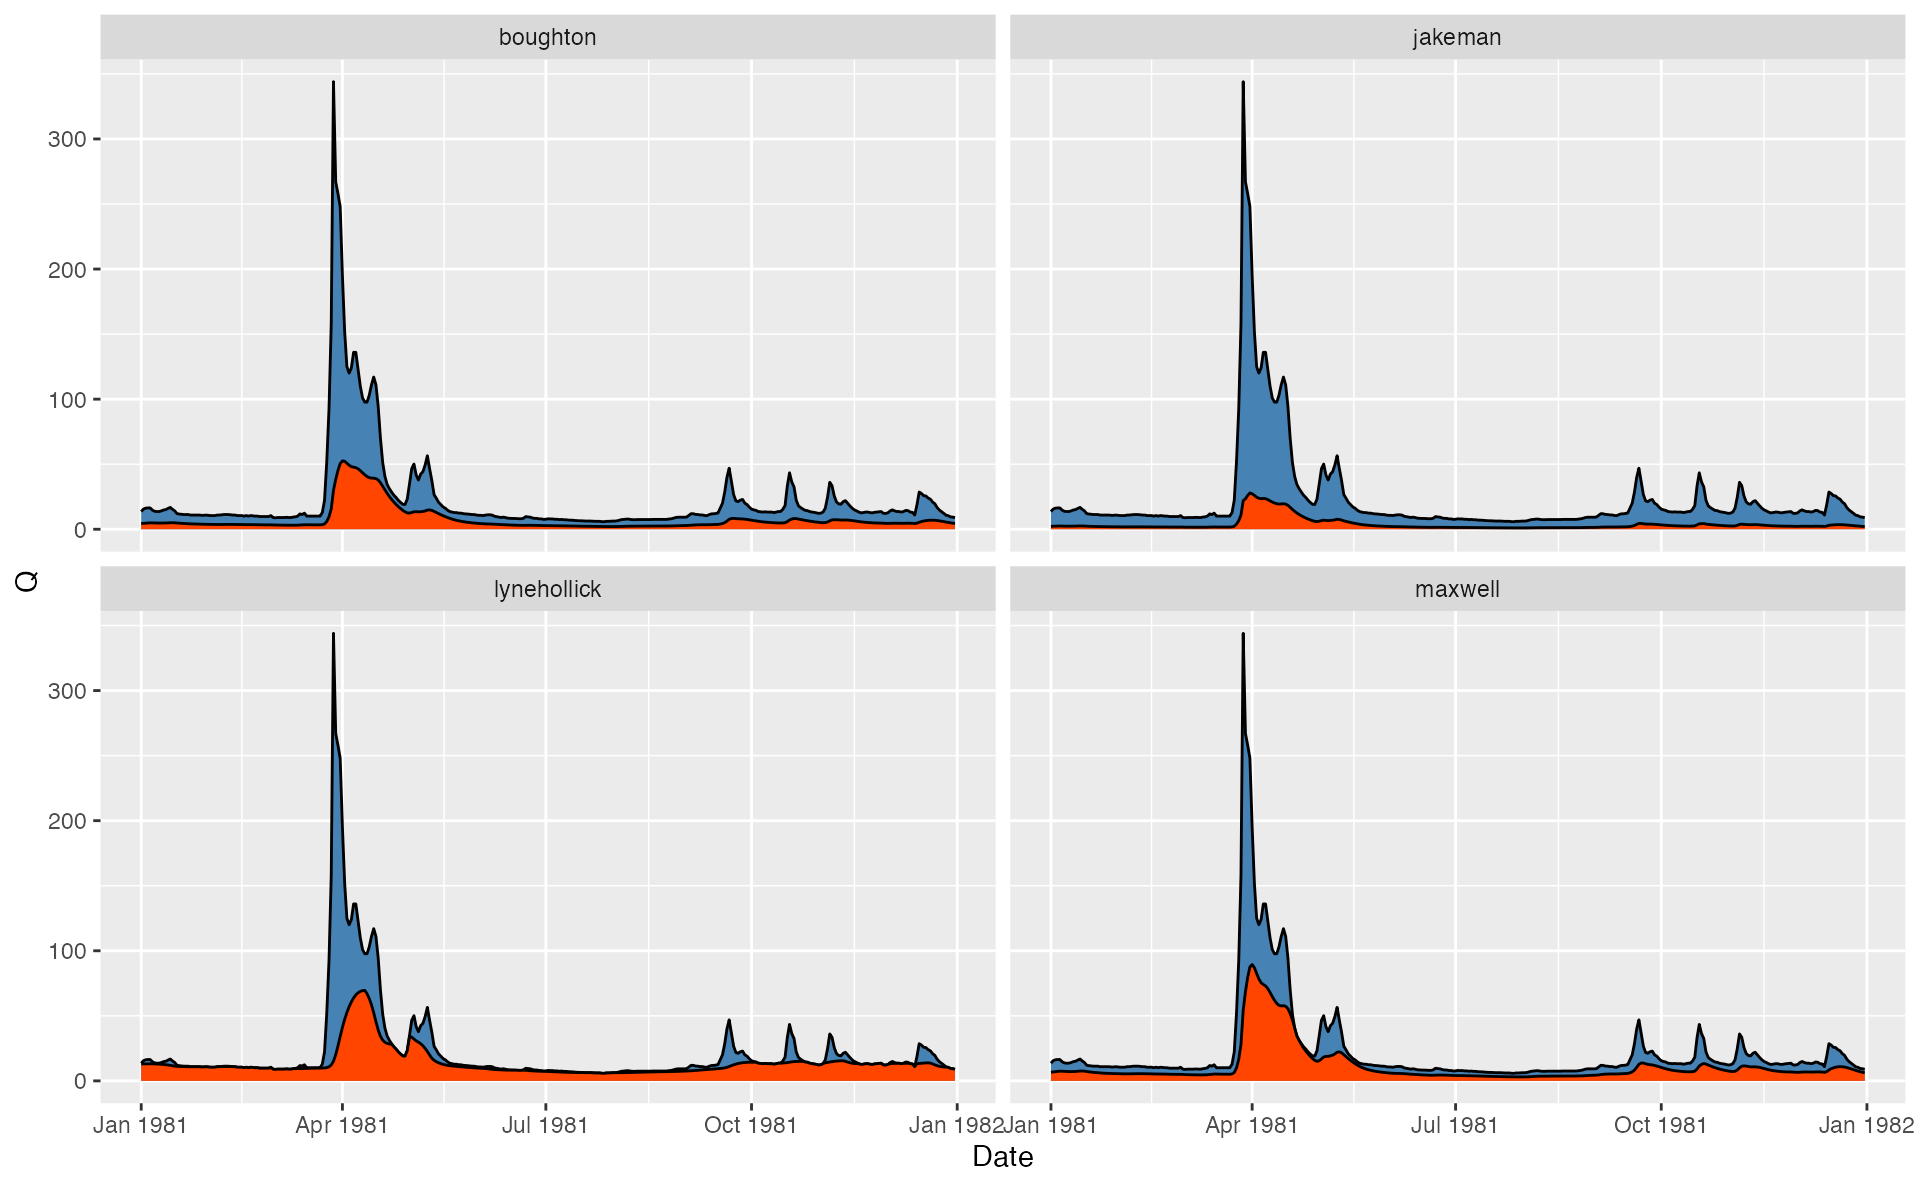 boughton
jakeman
300
200
100
0
Q
lynehollick
maxwell
300
200
100
0
Jan 1981 Apr 1981 Jul 1981 Oct 1981 Jan 1982 Jan 1981 Apr 1981 Jul 1981 Oct 1981 Jan 1982
Date